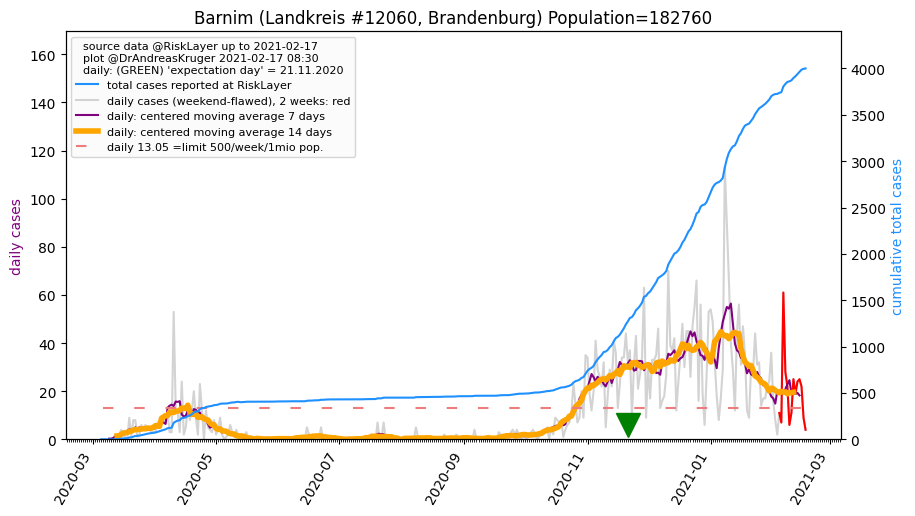 Barnim (Landkreis #12060, Brandenburg) Population=182760
source data @RiskLayer up to 2021-02-17
plot @DrAndreasKruger 2021-02-17 08:30
daily: (GREEN) 'expectation day' = 21.11.2020
total cases reported at RiskLayer
daily cases (weekend-flawed), 2 weeks: red
daily: centered moving average 7 days
daily: centered moving average 14 days
daily 13.05 =limit 500/week/1mio pop.
daily cases
160
140
120
100
80
60
40
20
0
4000
3500
3000
2500
2000
1500
1000
500
0
cumulative total cases
2020-03
2020-05
2020-07
2020-09
2020-11
2021-01
2021-03